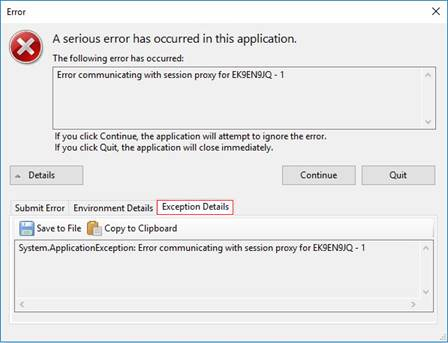 Error
A serious error has occurred in this application.
The following error has occurred:
Error communicating with session proxy for EK9EN9JQ - 1
If you click Continue, the application will attempt to ignore the error.
If you click Quit, the application will close immediately.
Details
Continue
Quit
Submit Error
Environment Details
Exception Details
Save to File
Copy to Clipboard
System.ApplicationException: Error communicating with session proxy for EK9EN9JQ - 1